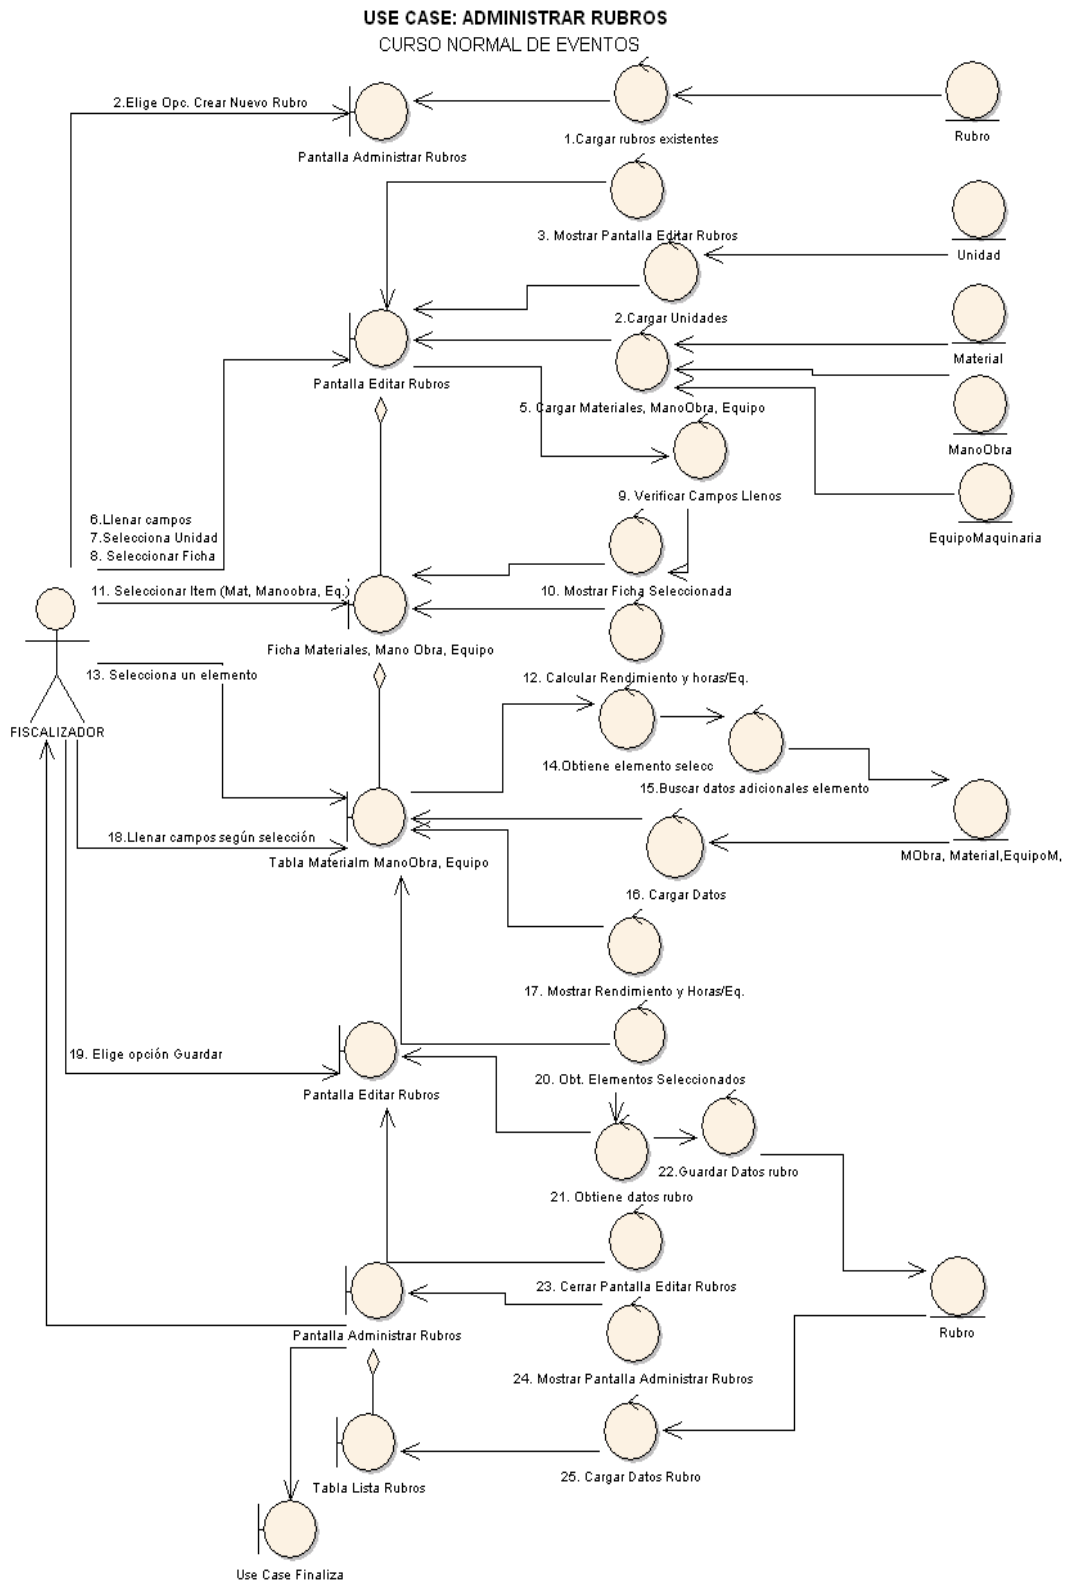 USE CASE: ADMINISTRAR RUBROS
CURSO NORMAL DE EVENTOS
2.Elige Opc. Crear Nuevo Rubro
Pantalla Administrar Rubros
1.Cargar rubros existentes
Rubro
3. Mostrar Pantalla Editar Rubros
Unidad
2.Cargar Unidades
Material
Pantalla Editar Rubros
5. Cargar Materiales, ManoObra, Equipo
ManoObra
9. Verificar Campos Llenos
EquipoMaquinaria
6.Llenar campos
7.Selecciona Unidad
8. Seleccionar Ficha
11. Seleccionar Item (Mat, Manoobra, Eq.)
10. Mostrar Ficha Seleccionada
Ficha Materiales, Mano Obra, Equipo
13. Selecciona un elemento
12. Calcular Rendimiento y horas/Eq.
FISCALIZADOR
14.Obtiene elemento selecc
15.Buscar datos adicionales elemento
18.Llenar campos según selección
Tabla Materialm ManoObra, Equipo
MObra, Material,EquipoM,
16. Cargar Datos
17. Mostrar Rendimiento y Horas/Eq.
19. Elige opción Guardar
20. Obt. Elementos Seleccionados
Pantalla Editar Rubros
22.Guardar Datos rubro
21. Obtiene datos rubro
23. Cerrar Pantalla Editar Rubros
Pantalla Administrar Rubros
Rubro
24. Mostrar Pantalla Administrar Rubros
25. Cargar Datos Rubro
Tabla Lista Rubros
Use Case Finaliza